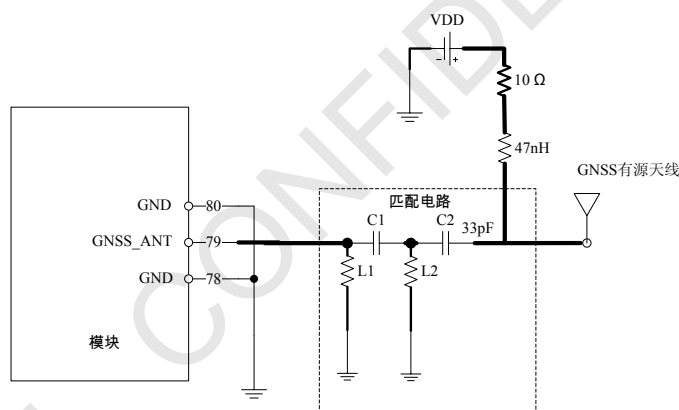 VDD
- +
10 Ω
47nH
GNSS有源天线
匹配电路
C1
C2
33pF
GND
80
GNSS_ANT
79
L1
L2
GND
78
模块
CONFIDE